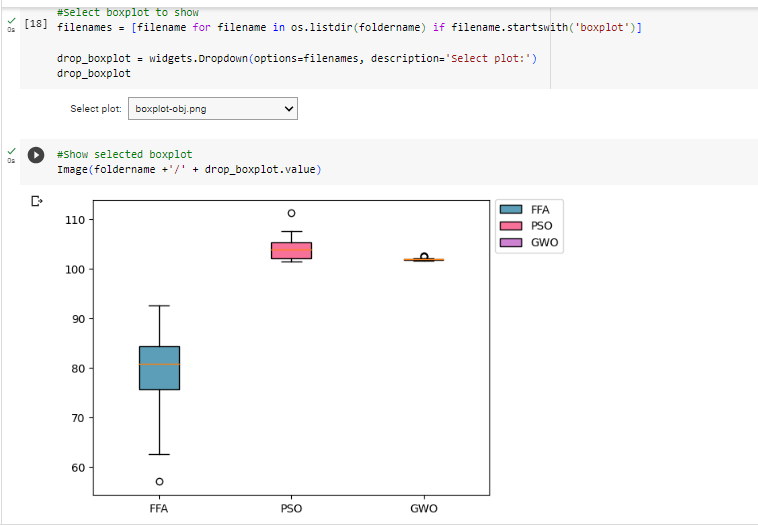 #Select boxplot to show
[18] filenames = [filename for filename in os.listdir(foldername) if filename.startswith('boxplot')]
0s
drop_boxplot = widgets.Dropdown(options=filenames, description='Select plot:')
drop_boxplot
Select plot: boxplot-obj.png
#Show selected boxplot
0s
Image(foldername +'/' + drop_boxplot.value)
FFA
PSO
GWO
110
100
90
80
70
60
FFA PSO GWO